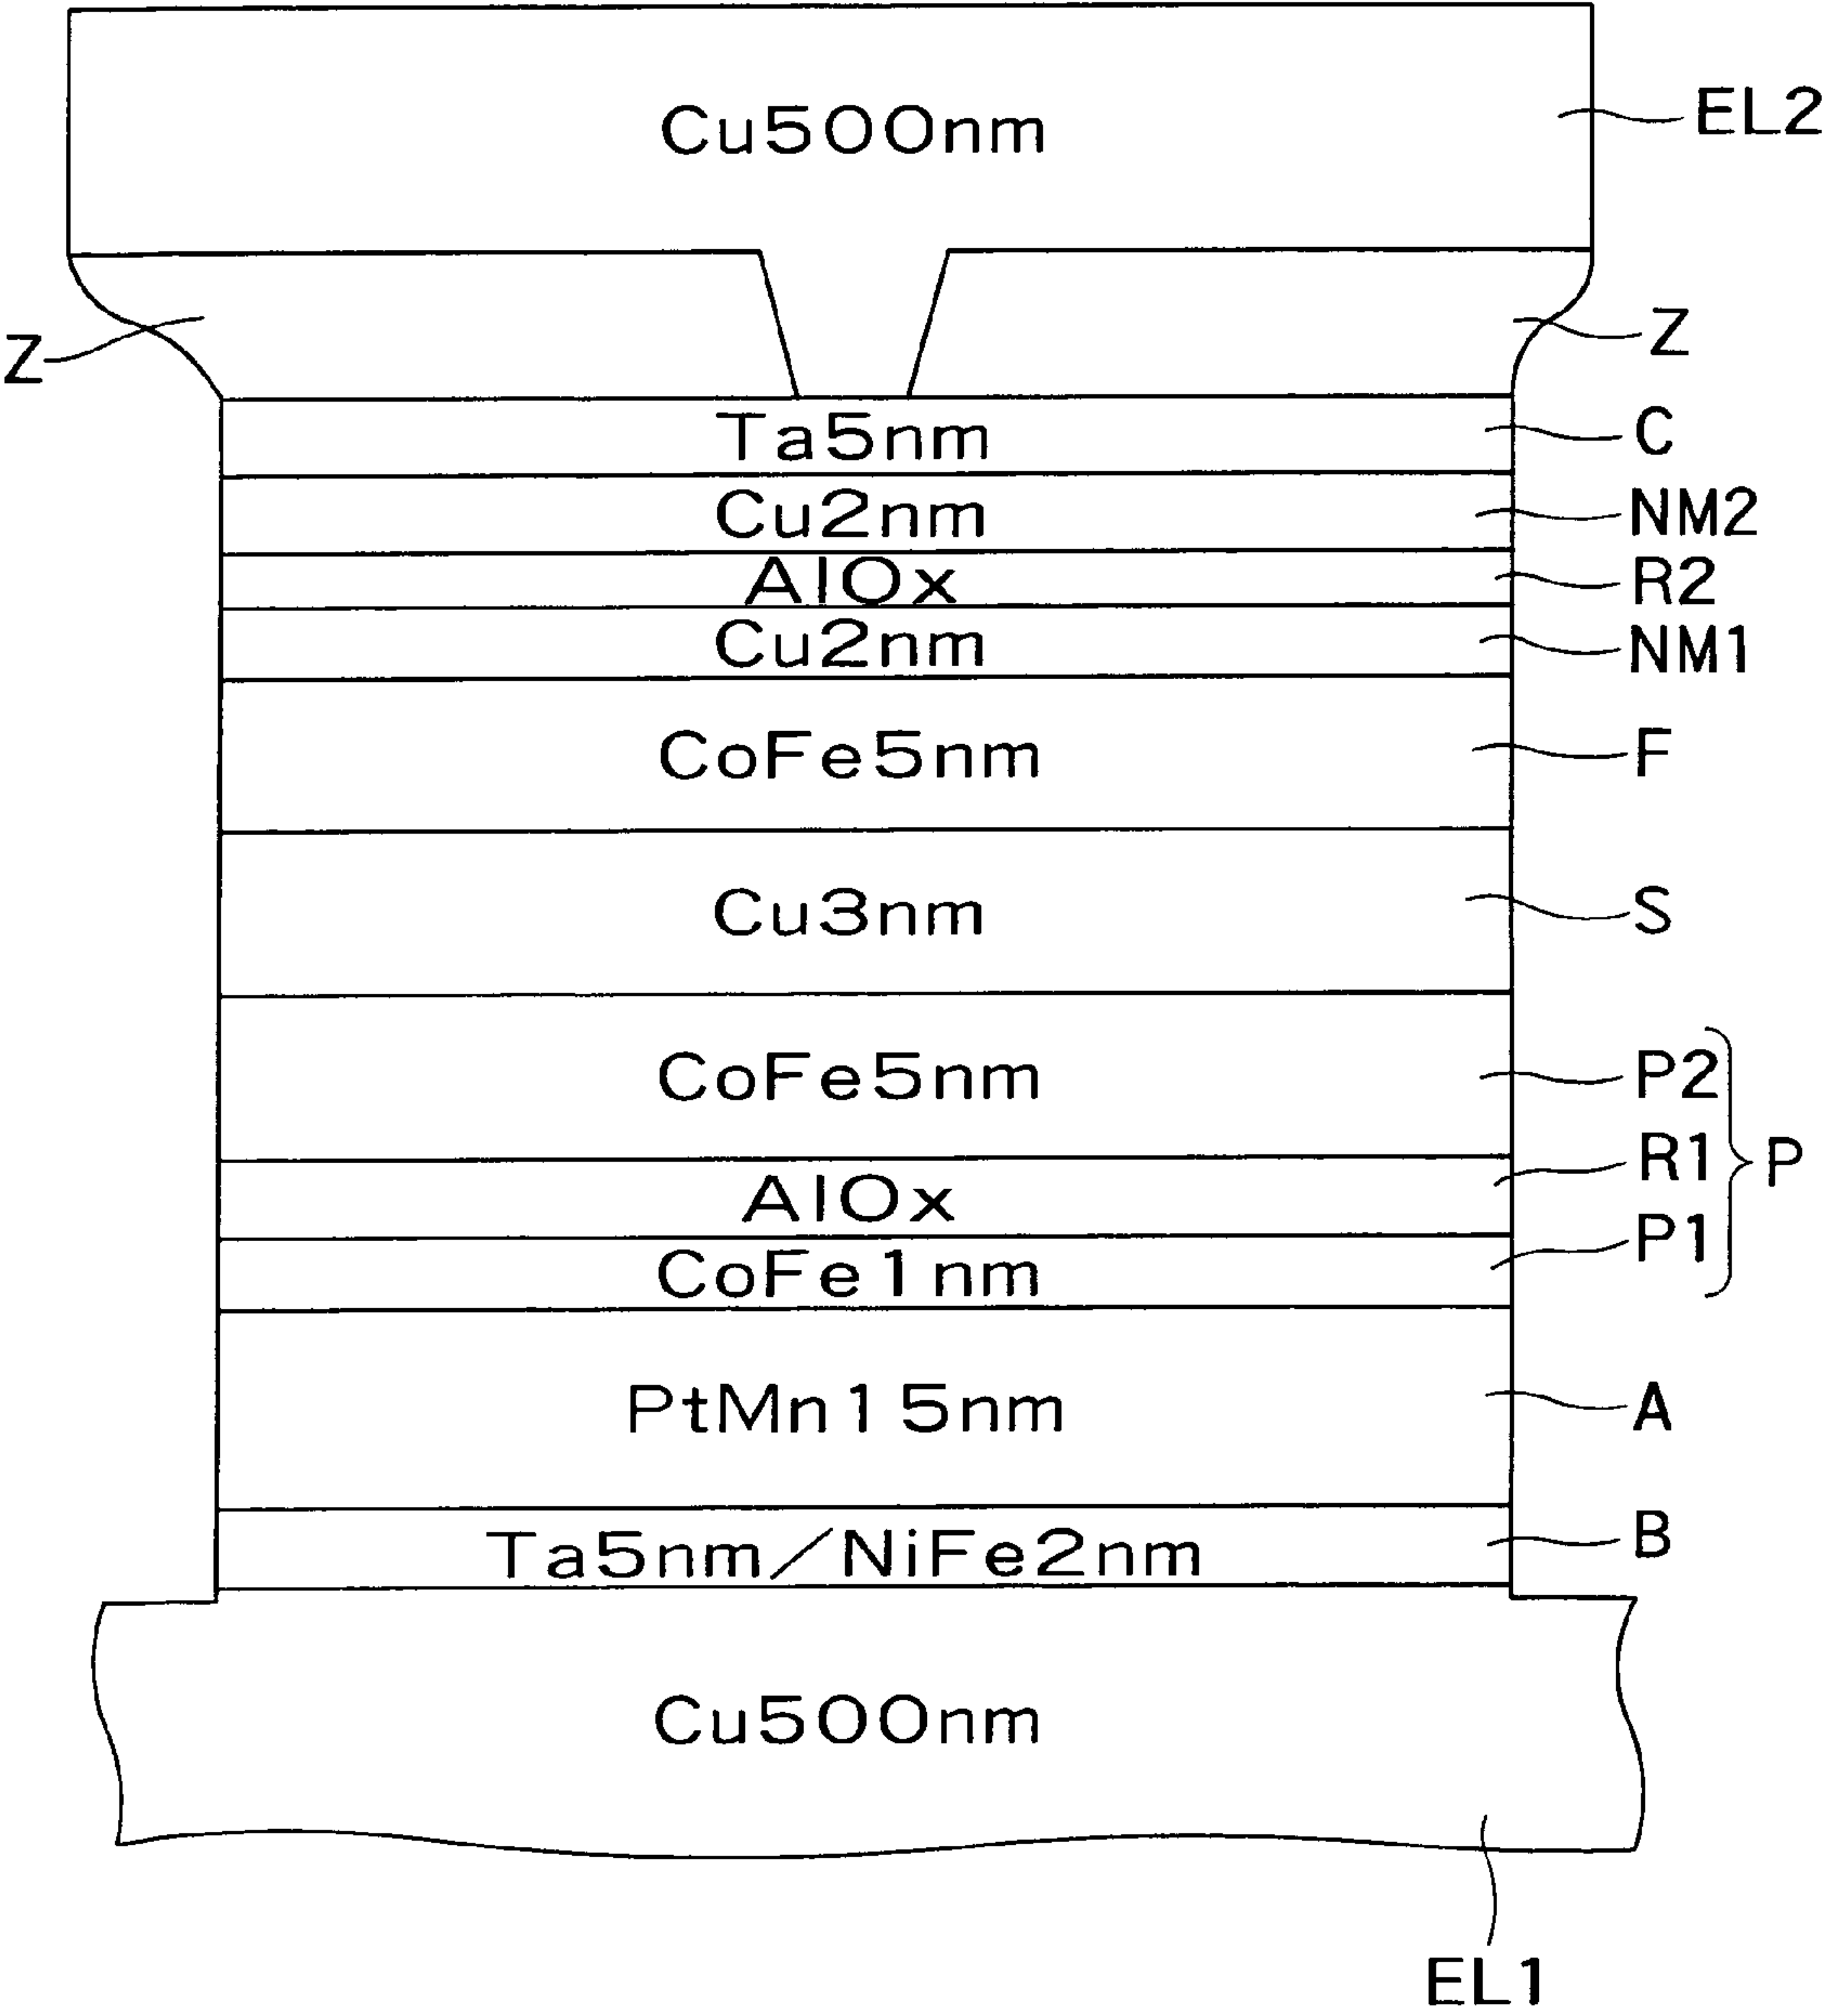 Cu500nm EL2
Z Z
Ta5nm C
Cu2nm NM2
AlOx R2
Cu2nm NM1
CoFe5nm F
Cu3nm S
CoFe5nm P2
AlOx R1 P
CoFe1nm P1
PtMn15nm A
Ta5nm/NiFe2nm B
Cu500nm
EL1